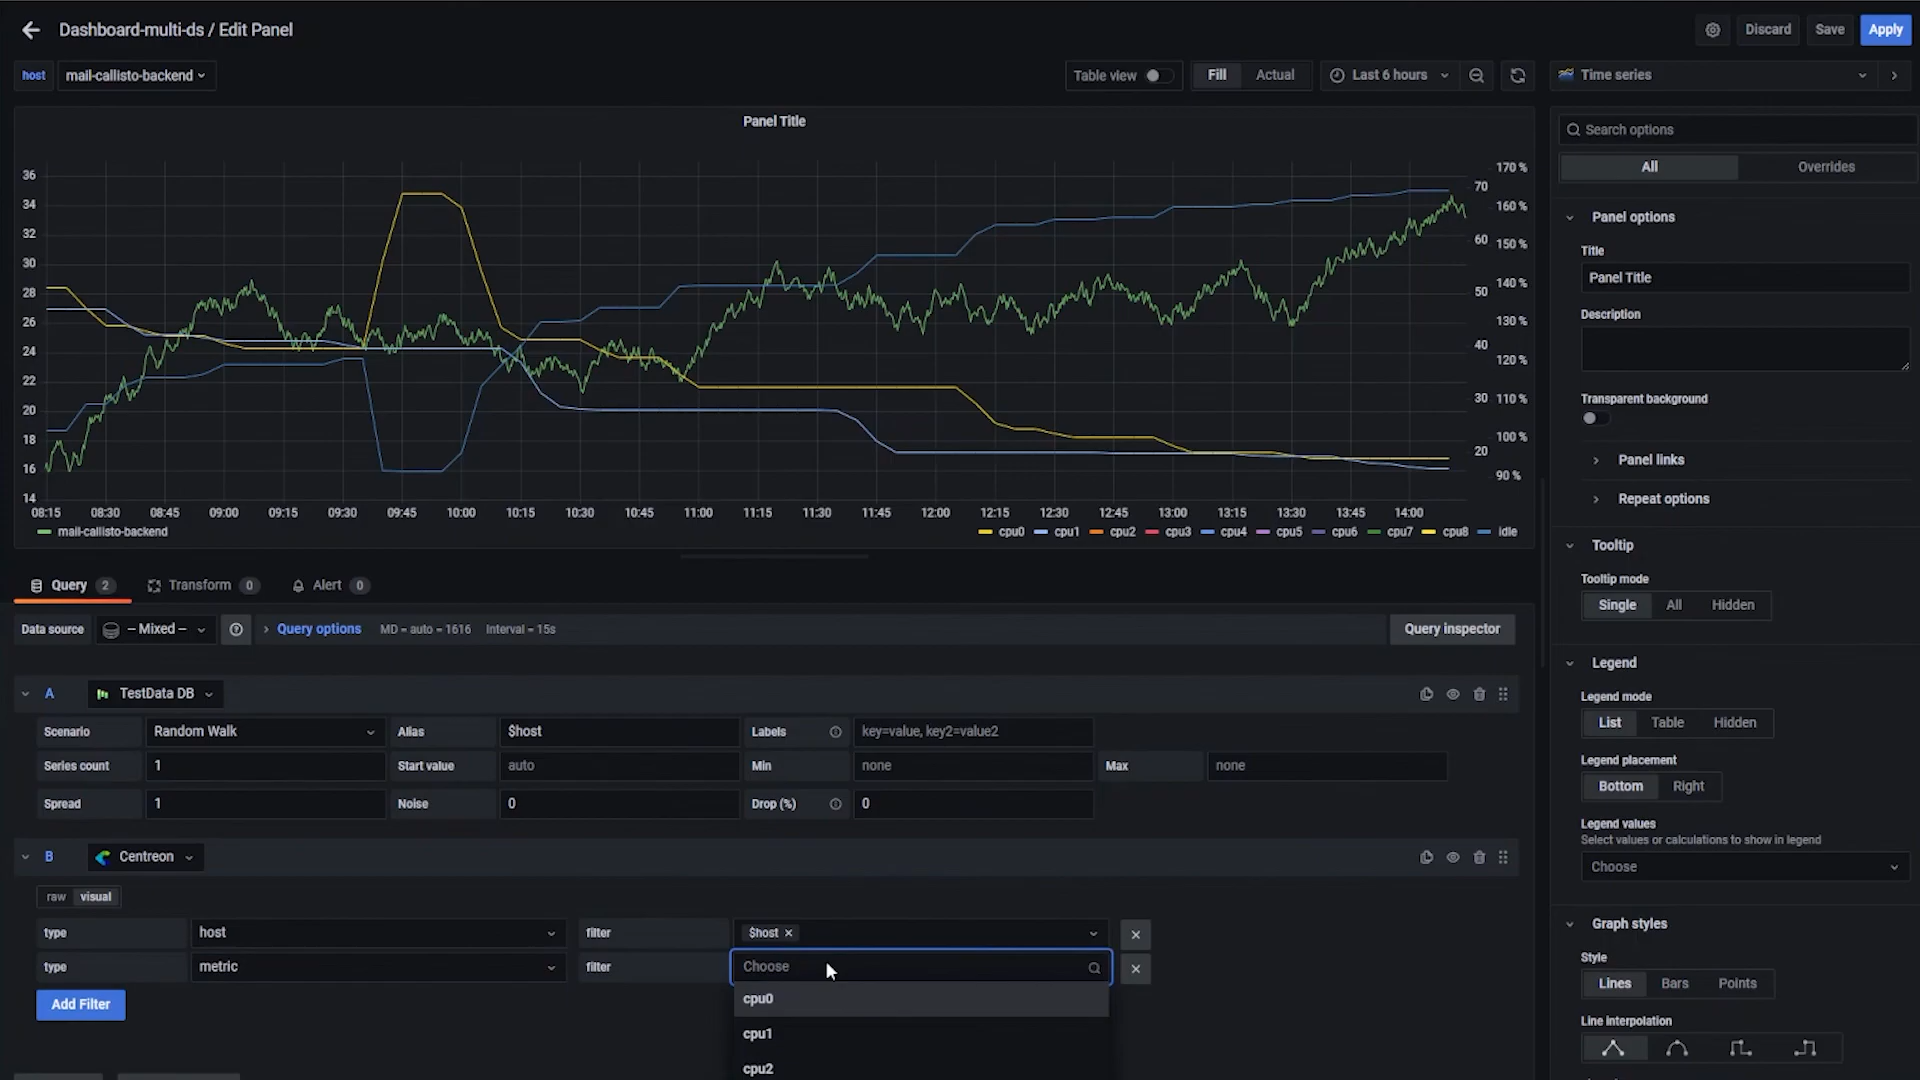 Dashboard-multi-ds / Edit Panel
Discard
Save
Apply
host
mail-callisto-backend
Table view
Fill
Actual
Last 6 hours
Time series
Panel Title
36
34
32
30
28
26
24
22
20
18
16
14
170 %
160 %
150 %
140 %
130 %
120 %
110 %
100 %
90 %
70
60
50
40
30
20
08:15 08:30 08:45 09:00 09:15 09:30 09:45 10:00 10:15 10:30 10:45 11:00 11:15 11:30 11:45 12:00 12:15 12:30 12:45 13:00 13:15 13:30 13:45 14:00
mail-callisto-backend
cpu0 cpu1 cpu2 cpu3 cpu4 cpu5 cpu6 cpu7 cpu8 idle
Query 2
Transform 0
Alert 0
Data source
– Mixed –
Query options
MD = auto = 1616
Interval = 15s
Query inspector
A
TestData DB
Scenario
Random Walk
Alias
$host
Labels
key=value, key2=value2
Series count
1
Start value
auto
Min
none
Max
none
Spread
1
Noise
0
Drop (%)
0
B
Centreon
raw
visual
type
host
filter
$host
type
metric
filter
Choose
Add Filter
cpu0
cpu1
cpu2
Search options
All
Overrides
Panel options
Title
Panel Title
Description
Transparent background
Panel links
Repeat options
Tooltip
Tooltip mode
Single
All
Hidden
Legend
Legend mode
List
Table
Hidden
Legend placement
Bottom
Right
Legend values
Select values or calculations to show in legend
Choose
Graph styles
Style
Lines
Bars
Points
Line interpolation